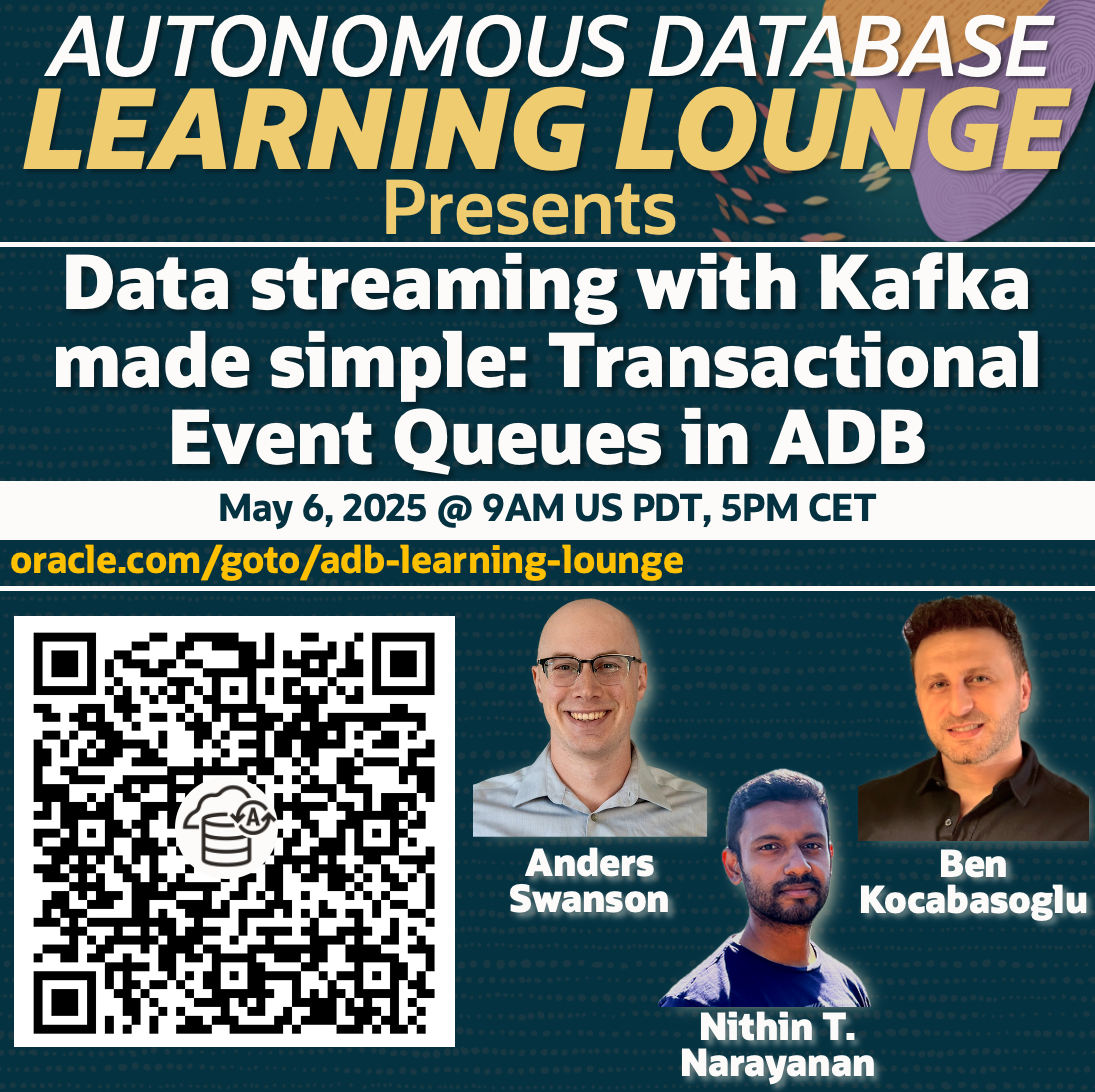 AUTONOMOUS DATABASE
LEARNING LOUNGE
Presents
Data streaming with Kafka
made simple: Transactional
Event Queues in ADB
May 6, 2025 @ 9AM US PDT, 5PM CET
oracle.com/goto/adb-learning-lounge
A
Anders
Swanson
Ben
Kocabasoglu
Nithin T.
Narayanan